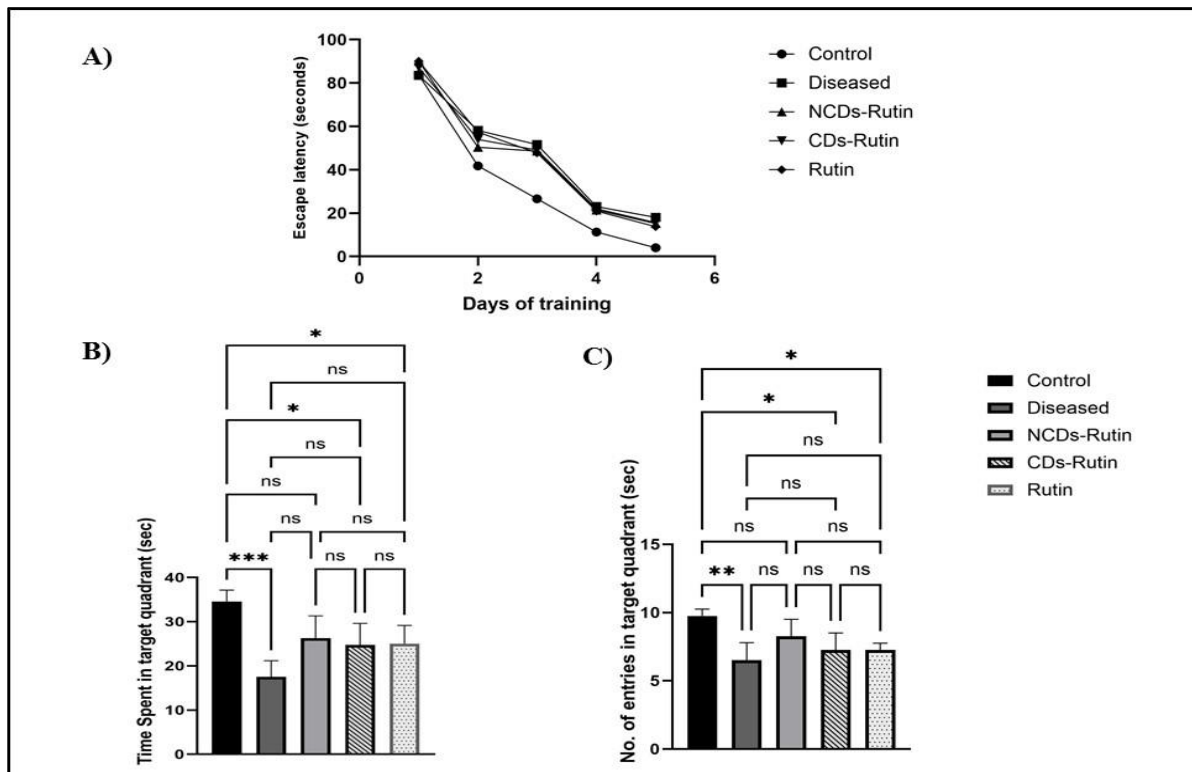 A)
Escape latency (seconds)
100
80
60
40
20
0
0
2
4
6
Days of training
Control
Diseased
NCDs-Rutin
CDs-Rutin
Rutin
B)
*
ns
*
ns
ns
ns
ns
***
ns
ns
Time Spent in target quadrant (sec)
40
30
20
10
0
C)
*
*
ns
ns
ns
ns
**
ns
ns
ns
No. of entries in target quadrant (sec)
15
10
5
0
Control
Diseased
NCDs-Rutin
CDs-Rutin
Rutin